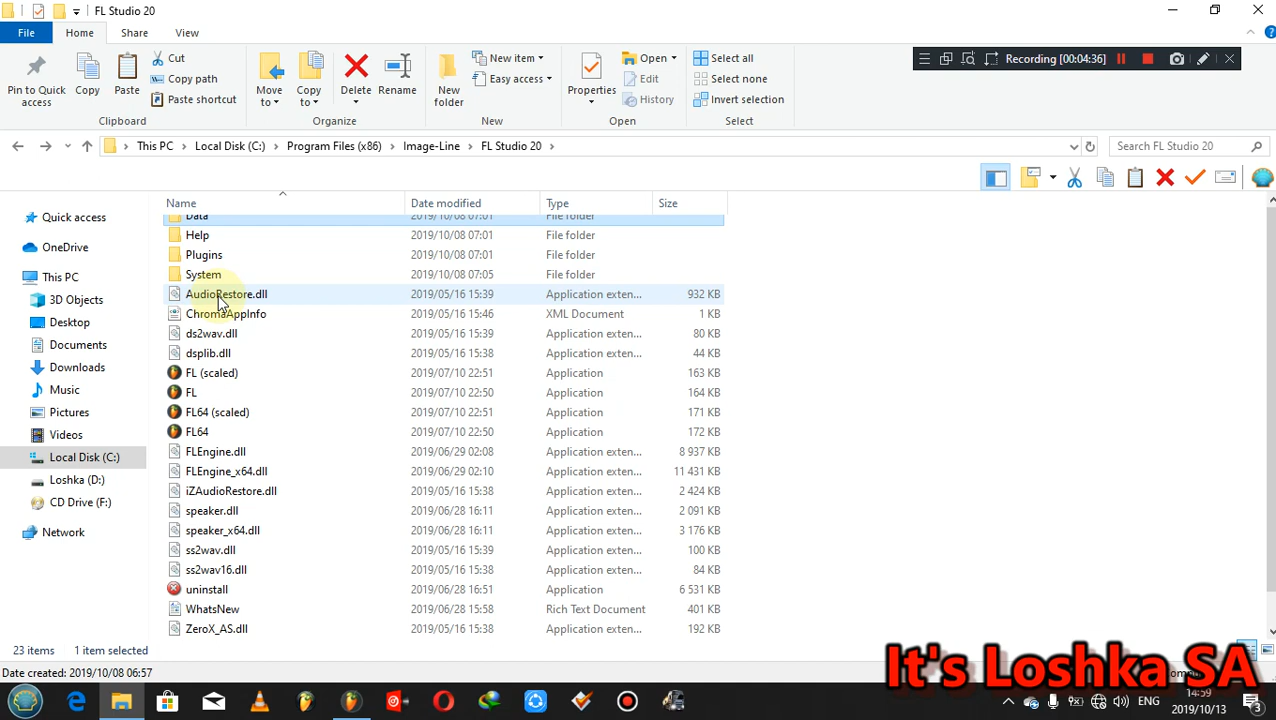 FL Studio 20
File Home Share View
Recording [00:04:36]
Pin to Quick access
Copy
Paste
Cut
Copy path
Paste shortcut
Move to
Copy to
Delete
Rename
New folder
New item
Easy access
Properties
Open
Edit
History
Select all
Select none
Invert selection
Clipboard Organize New Open Select
This PC Local Disk (C:) Program Files (x86) Image-Line FL Studio 20
Search FL Studio 20
Name Date modified Type Size
Quick access
OneDrive
This PC
3D Objects
Desktop
Documents
Downloads
Music
Pictures
Videos
Local Disk (C:)
Loshka (D:)
CD Drive (F:)
Network
Data 2019/10/08 07:01 File folder
Help 2019/10/08 07:01 File folder
Plugins 2019/10/08 07:01 File folder
System 2019/10/08 07:05 File folder
AudioRestore.dll 2019/05/16 15:39 Application exten... 932 KB
ChromaAppInfo 2019/05/16 15:46 XML Document 1 KB
ds2wav.dll 2019/05/16 15:39 Application exten... 80 KB
dsplib.dll 2019/05/16 15:38 Application exten... 44 KB
FL (scaled) 2019/07/10 22:51 Application 163 KB
FL 2019/07/10 22:50 Application 164 KB
FL64 (scaled) 2019/07/10 22:51 Application 171 KB
FL64 2019/07/10 22:50 Application 172 KB
FLEngine.dll 2019/06/29 02:08 Application exten... 8 937 KB
FLEngine_x64.dll 2019/06/29 02:10 Application exten... 11 431 KB
iZAudioRestore.dll 2019/05/16 15:38 Application exten... 2 424 KB
speaker.dll 2019/06/28 16:11 Application exten... 2 091 KB
speaker_x64.dll 2019/06/28 16:11 Application exten... 3 176 KB
ss2wav.dll 2019/05/16 15:39 Application exten... 100 KB
ss2wav16.dll 2019/05/16 15:38 Application exten... 84 KB
uninstall 2019/06/28 16:51 Application 6 531 KB
WhatsNew 2019/06/28 15:58 Rich Text Document 401 KB
ZeroX_AS.dll 2019/05/16 15:38 Application exten... 192 KB
23 items 1 item selected
Date created: 2019/10/08 06:57
It's Loshka SA
ENG
14:59
2019/10/13
3